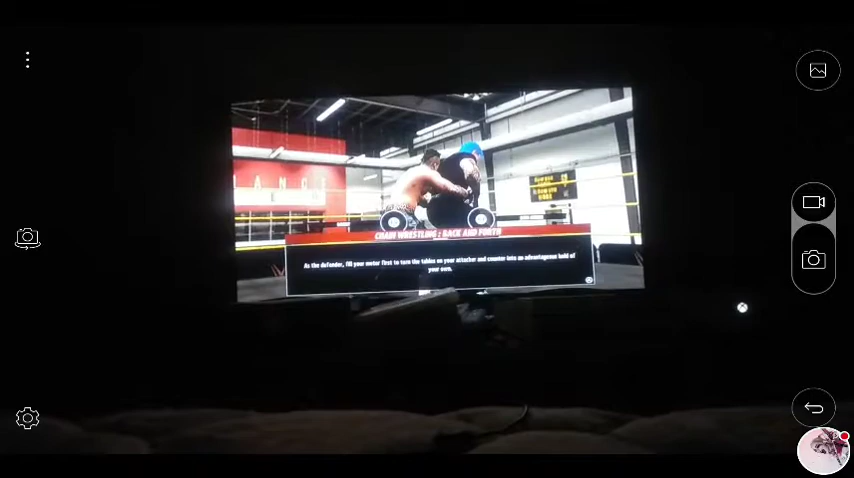 CHAIN WRESTLING : BACK AND FORTH
As the defender, fill your meter first to turn the tables on your attacker and counter into an advantageous hold of
your own.